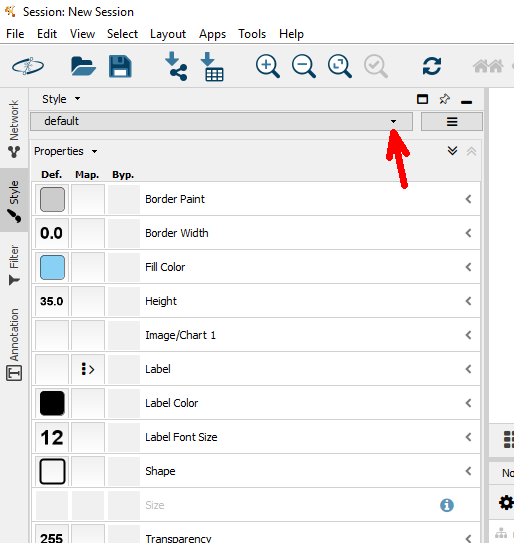 Session: New Session
File Edit View Select Layout Apps Tools Help
Style
default
Properties
Def. Map. Byp.
Border Paint
0.0 Border Width
Fill Color
35.0 Height
Image/Chart 1
Label
Label Color
12 Label Font Size
Shape
Size
255 Transparency
Network
Style
Filter
Annotation
No